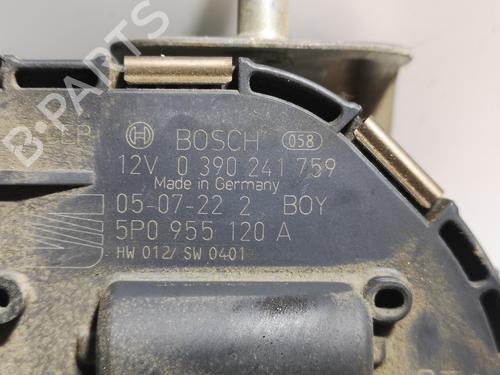 B-PARTS
BOSCH 058
12V 0 390 241 759
Made in Germany
05-07-22 2 BOY
5P0 955 120 A
HW 012/ SW 0401